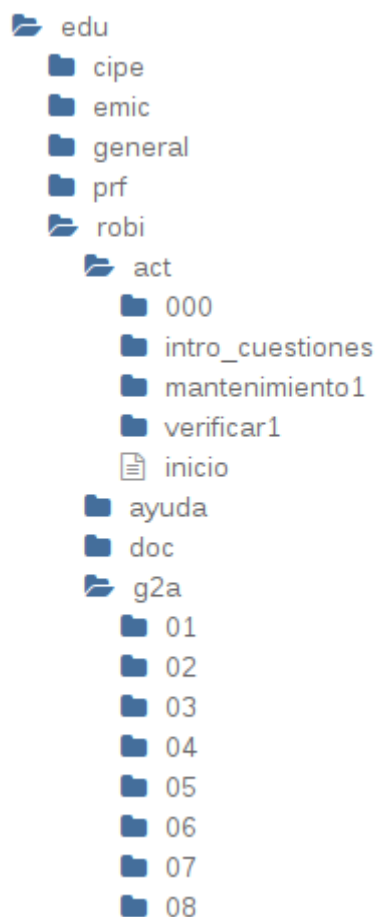 edu
cipe
emic
general
prf
robi
act
000
intro_cuestiones
mantenimiento1
verificar1
inicio
ayuda
doc
g2a
01
02
03
04
05
06
07
08